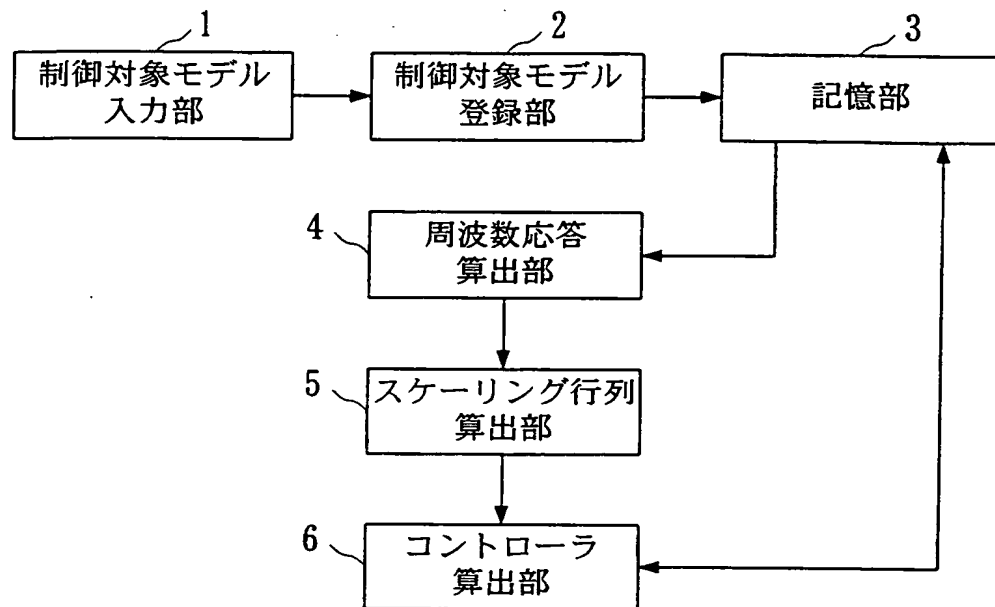 1
制御対象モデル
入力部
2
制御対象モデル
登録部
3
記憶部
4
周波数応答
算出部
5
スケーリング行列
算出部
6
コントローラ
算出部